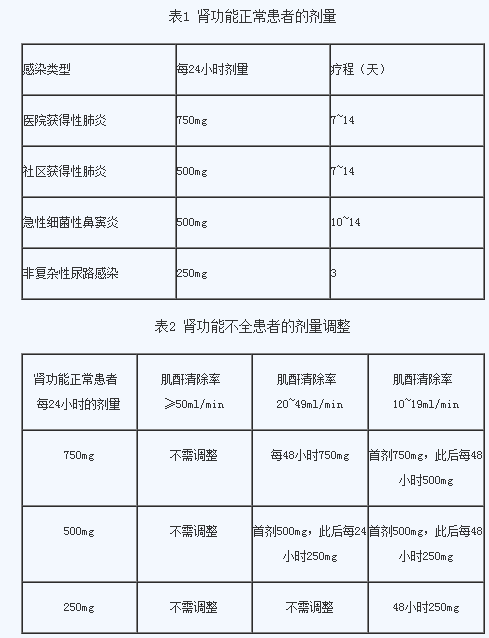 表1 肾功能正常患者的剂量
感染类型 每24小时剂量 疗程（天）
医院获得性肺炎 750mg 7~14
社区获得性肺炎 500mg 7~14
急性细菌性鼻窦炎 500mg 10~14
非复杂性尿路感染 250mg 3
表2 肾功能不全患者的剂量调整
肾功能正常患者 肌酐清除率 肌酐清除率 肌酐清除率
每24小时的剂量 ≥50ml/min 20~49ml/min 10~19ml/min
750mg 不需调整 每48小时750mg 首剂750mg，此后每48
小时500mg
500mg 不需调整 首剂500mg，此后每24 首剂500mg，此后每48
小时250mg 小时250mg
250mg 不需调整 不需调整 48小时250mg